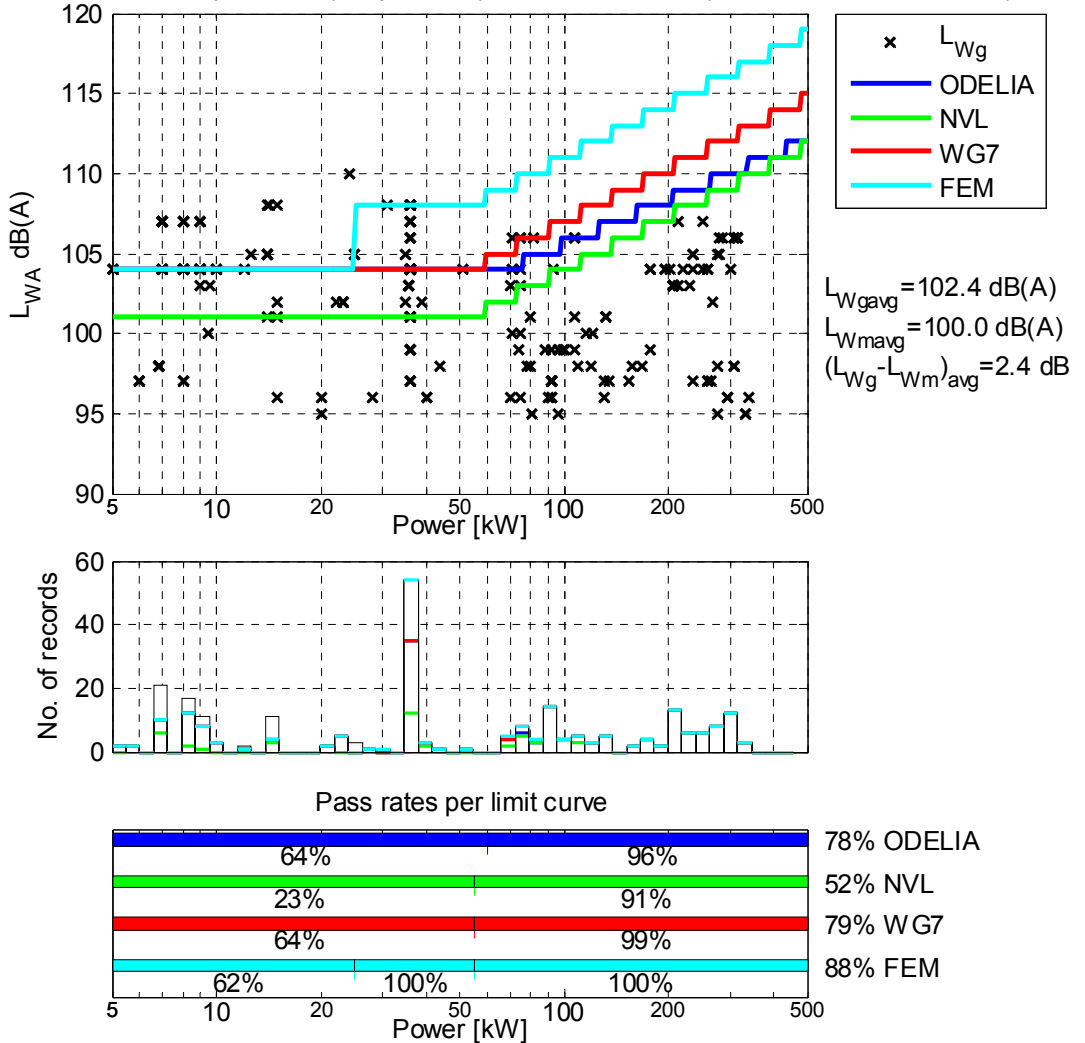 120
115
110
105
100
95
90
L_WA dB(A)
5 10 20 50 100 200 500
Power [kW]
L_Wg
ODELIA
NVL
WG7
FEM
L_Wgavg=102.4 dB(A)
L_Wmavg=100.0 dB(A)
(L_Wg-L_Wm)_avg=2.4 dB
60
40
20
0
No. of records
Pass rates per limit curve
64% 96% 78% ODELIA
23% 91% 52% NVL
64% 99% 79% WG7
62% 100% 100% 88% FEM
5 10 20 50 100 200 500
Power [kW]